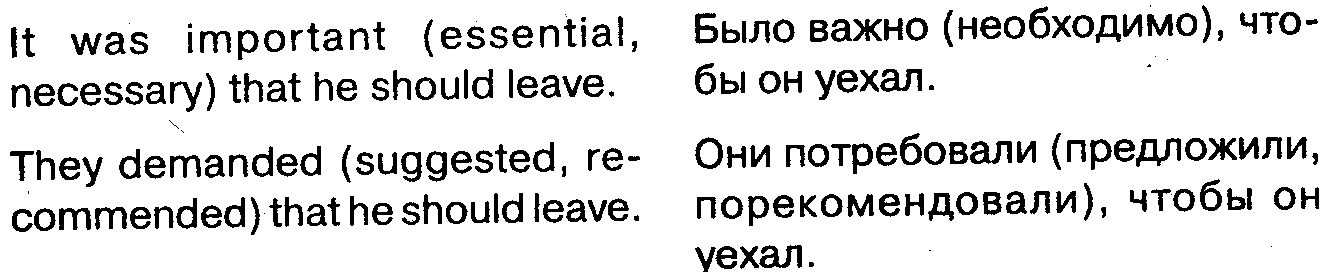 It was important (essential,
necessary) that he should leave.
They demanded (suggested, re-
commended) that he should leave.
Было важно (необходимо), что-
бы он уехал.
Они потребовали (предложили,
порекомендовали), чтобы он
уехал.